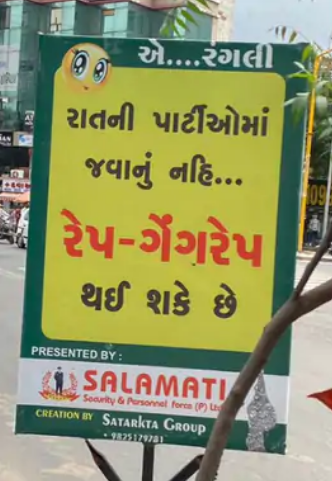 એ....રંગલી
રાતની પાર્ટીઓમાં
જવાનું નહિ...
રેપ-ગેંગરેપ
થઈ શકે છે
PRESENTED BY :
SALAMATI
Security & Personnel Force (P) Ltd
CREATION BY SATARKTA GROUP
• 9825179781